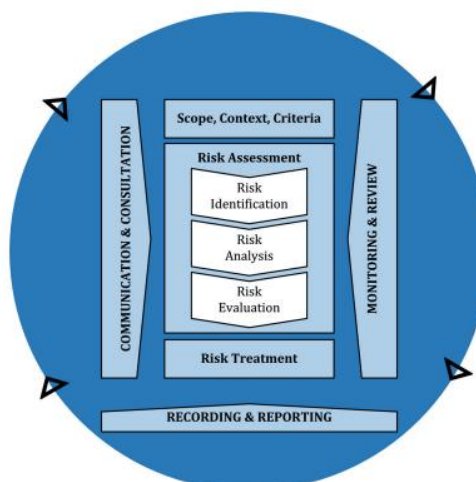 Scope, Context, Criteria
Risk Assessment
Risk
Identification
Risk
Analysis
Risk
Evaluation
Risk Treatment
COMMUNICATION & CONSULTATION
MONITORING & REVIEW
RECORDING & REPORTING